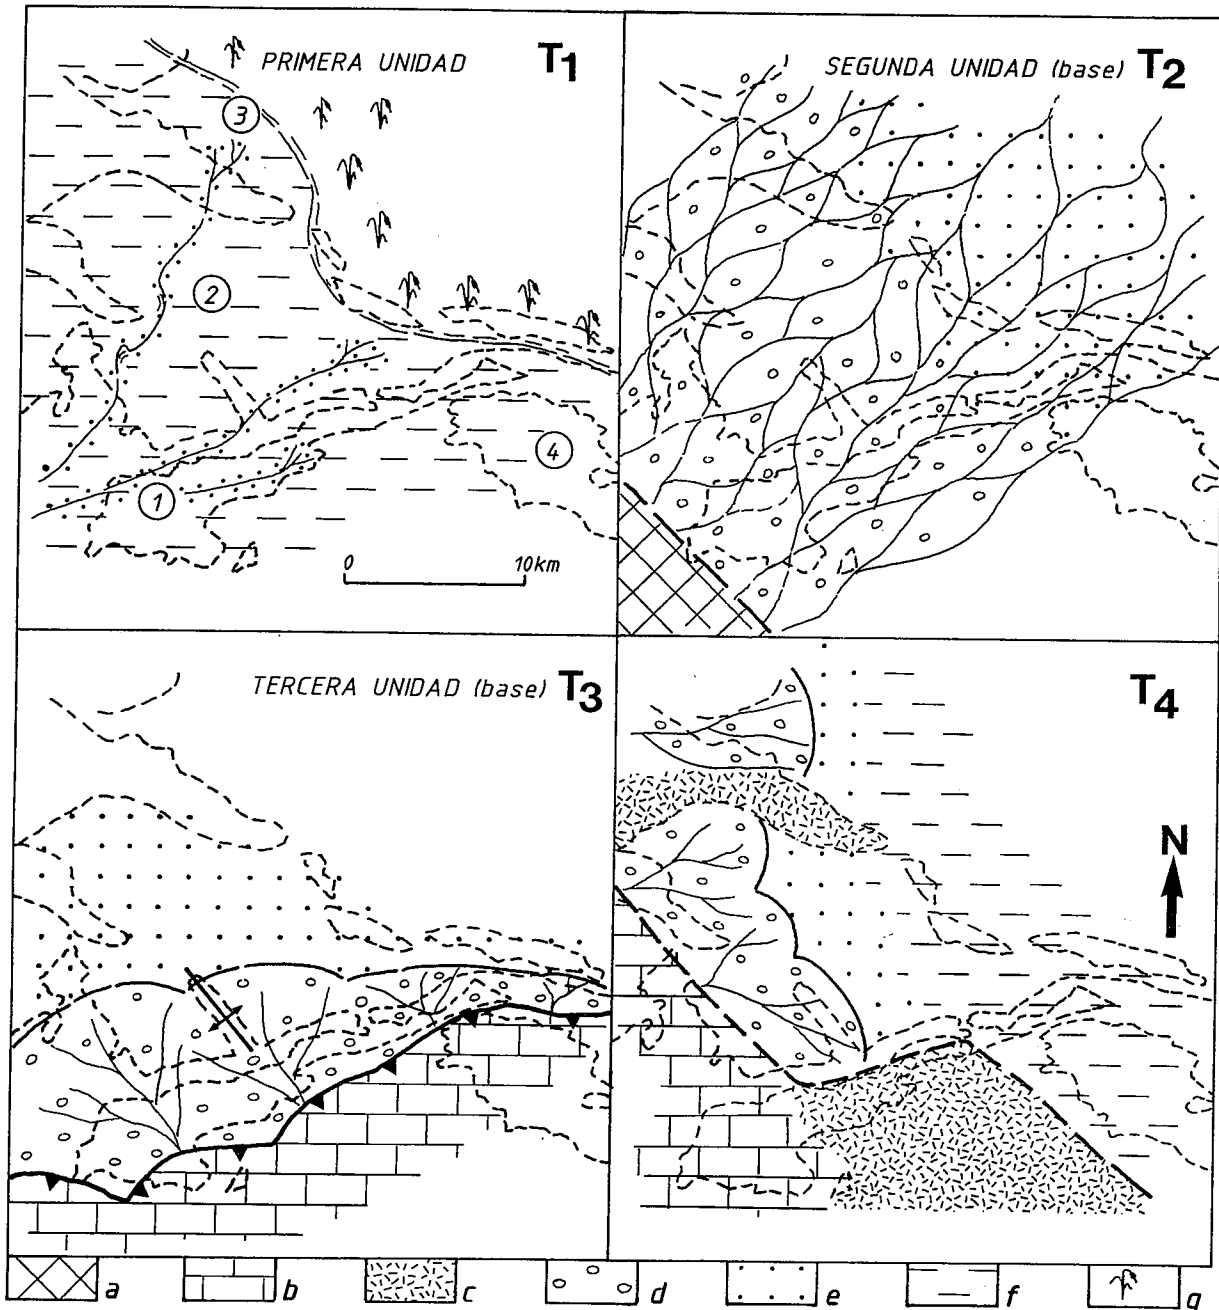 PRIMERA UNIDAD T1
SEGUNDA UNIDAD (base) T2
3
2
4
1
0 10km
TERCERA UNIDAD (base) T3
T4
N
a b c d e f g